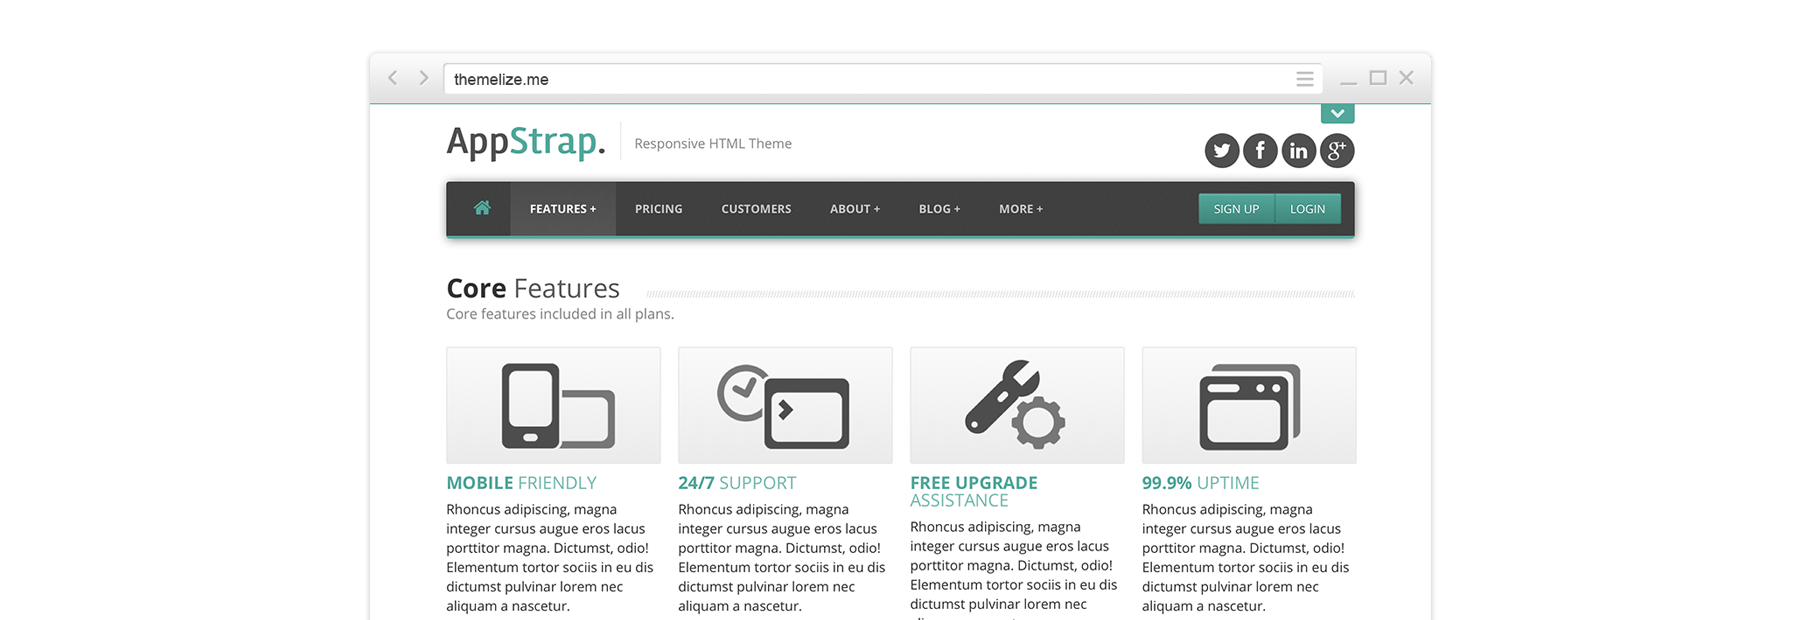 themelize.me
AppStrap.
Responsive HTML Theme
FEATURES +
PRICING
CUSTOMERS
ABOUT +
BLOG +
MORE +
SIGN UP
LOGIN
Core Features
Core features included in all plans.
MOBILE FRIENDLY
Rhoncus adipiscing, magna
integer cursus augue eros lacus
porttitor magna. Dictumst, odio!
Elementum tortor sociis in eu dis
dictumst pulvinar lorem nec
aliquam a nascetur.
24/7 SUPPORT
Rhoncus adipiscing, magna
integer cursus augue eros lacus
porttitor magna. Dictumst, odio!
Elementum tortor sociis in eu dis
dictumst pulvinar lorem nec
aliquam a nascetur.
FREE UPGRADE
ASSISTANCE
Rhoncus adipiscing, magna
integer cursus augue eros lacus
porttitor magna. Dictumst, odio!
Elementum tortor sociis in eu dis
dictumst pulvinar lorem nec
99.9% UPTIME
Rhoncus adipiscing, magna
integer cursus augue eros lacus
porttitor magna. Dictumst, odio!
Elementum tortor sociis in eu dis
dictumst pulvinar lorem nec
aliquam a nascetur.